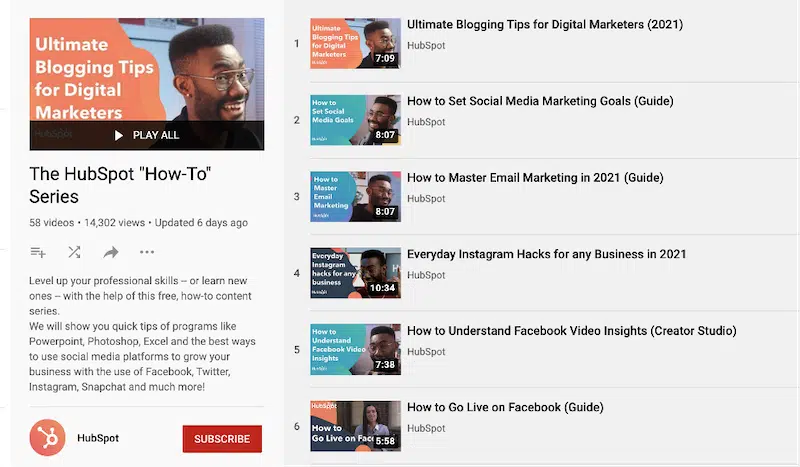 Ultimate
Blogging Tips
for Digital
Marketers
PLAY ALL
The HubSpot "How-To"
Series
58 videos • 14,302 views • Updated 6 days ago
Level up your professional skills – or learn new
ones – with the help of this free, how-to content
series.
We will show you quick tips of programs like
Powerpoint, Photoshop, Excel and the best ways
to use social media platforms to grow your
business with the use of Facebook, Twitter,
Instagram, Snapchat and much more!
HubSpot
SUBSCRIBE
1
Ultimate
Blogging Tips
for Digital
Marketers
HubSpot
7:09
Ultimate Blogging Tips for Digital Marketers (2021)
HubSpot
2
How to
Set Social
Media Goals
HubSpot
8:07
How to Set Social Media Marketing Goals (Guide)
HubSpot
3
How to
Master
Email
Marketing
HubSpot
8:07
How to Master Email Marketing in 2021 (Guide)
HubSpot
4
Everyday
Instagram
hacks for any
business
HubSpot
10:34
Everyday Instagram Hacks for any Business in 2021
HubSpot
5
How to
Understand
Facebook Video
Insights
HubSpot
7:38
How to Understand Facebook Video Insights (Creator Studio)
HubSpot
6
HubSpot
How to
Go Live on
5:58
How to Go Live on Facebook (Guide)
HubSpot